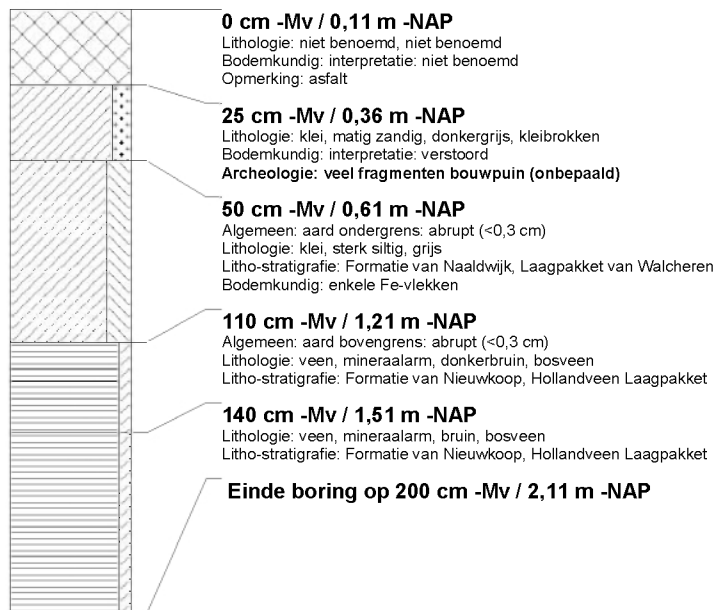 0 cm -Mv / 0,11 m -NAP
Lithologie: niet benoemd, niet benoemd
Bodemkundig: interpretatie: niet benoemd
Opmerking: asfalt
25 cm -Mv / 0,36 m -NAP
Lithologie: klei, matig zandig, donkergrijs, kleibrokken
Bodemkundig: interpretatie: verstoord
Archeologie: veel fragmenten bouwpuin (onbepaald)
50 cm -Mv / 0,61 m -NAP
Algemeen: aard ondergrens: abrupt (<0,3 cm)
Lithologie: klei, sterk siltig, grijs
Litho-stratigrafie: Formatie van Naaldwijk, Laagpakket van Walcheren
Bodemkundig: enkele Fe-vlekken
110 cm -Mv / 1,21 m -NAP
Algemeen: aard bovengrens: abrupt (<0,3 cm)
Lithologie: veen, mineraalarm, donkerbruin, bosveen
Litho-stratigrafie: Formatie van Nieuwkoop, Hollandveen Laagpakket
140 cm -Mv / 1,51 m -NAP
Lithologie: veen, mineraalarm, bruin, bosveen
Litho-stratigrafie: Formatie van Nieuwkoop, Hollandveen Laagpakket
Einde boring op 200 cm -Mv / 2,11 m -NAP